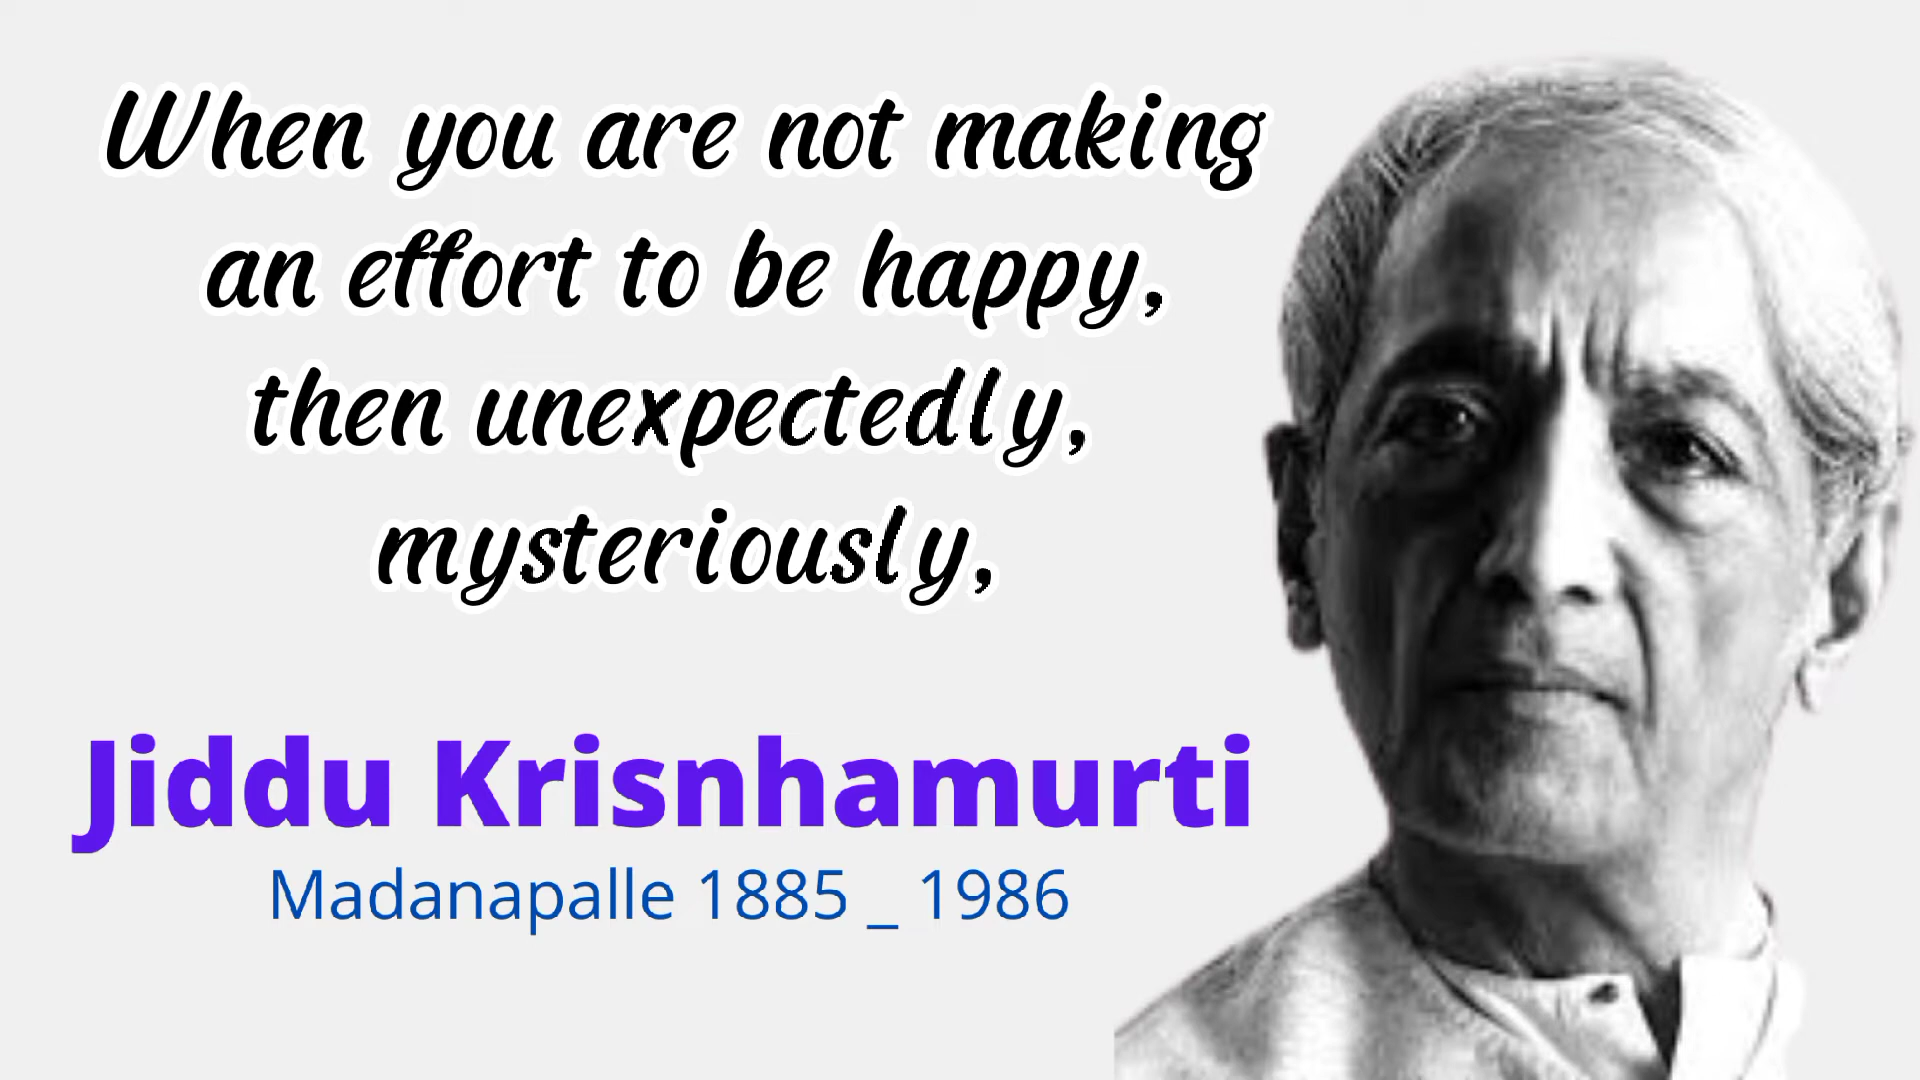 When you are not making
an effort to be happy,
then unexpectedly,
mysteriously,
Jiddu Krisnhamurti
Madanapalle 1885 _ 1986